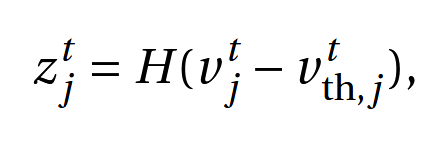 z_j^t = H(v_j^t − v_{th,j}^t),